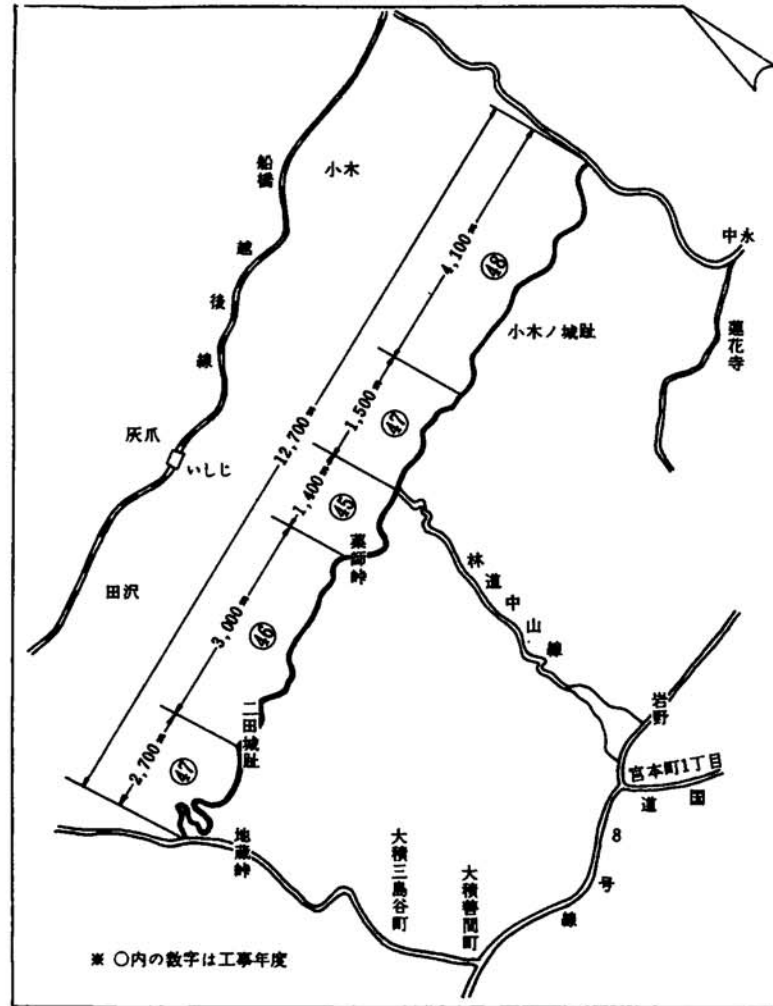 船橋
小木
越後線
灰爪
いしじ
田沢
中永
蓮花寺
小木ノ城趾
4,100m
㊽
1,500m
㊼
12,700m
1,400m
㊺
薬師峠
3,000m
㊻
二田城趾
2,700m
㊼
林道中山線
岩野
宮本町1丁目
国道8号線
地蔵峠
大積三島谷町
大積善間町
※ ○内の数字は工事年度